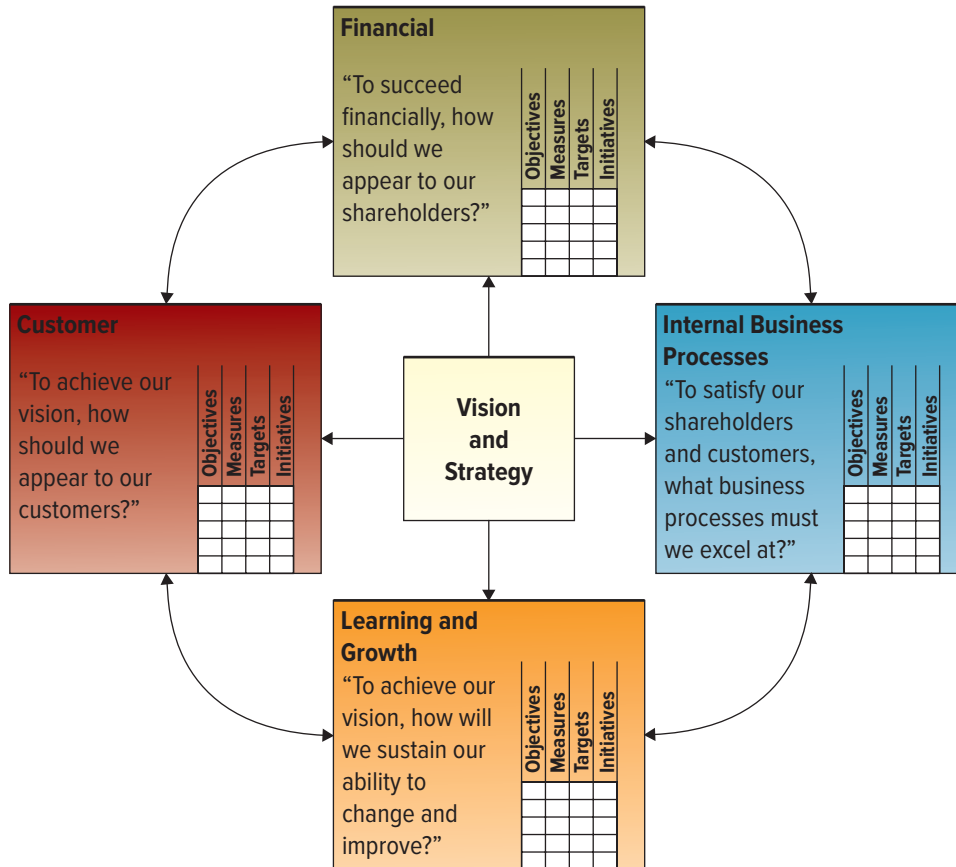 Financial
“To succeed
financially, how
should we
appear to our
shareholders?”
Objectives
Measures
Targets
Initiatives
Customer
“To achieve our
vision, how
should we
appear to our
customers?”
Objectives
Measures
Targets
Initiatives
Vision
and
Strategy
Internal Business
Processes
“To satisfy our
shareholders
and customers,
what business
processes must
we excel at?”
Objectives
Measures
Targets
Initiatives
Learning and
Growth
“To achieve our
vision, how will
we sustain our
ability to
change and
improve?”
Objectives
Measures
Targets
Initiatives